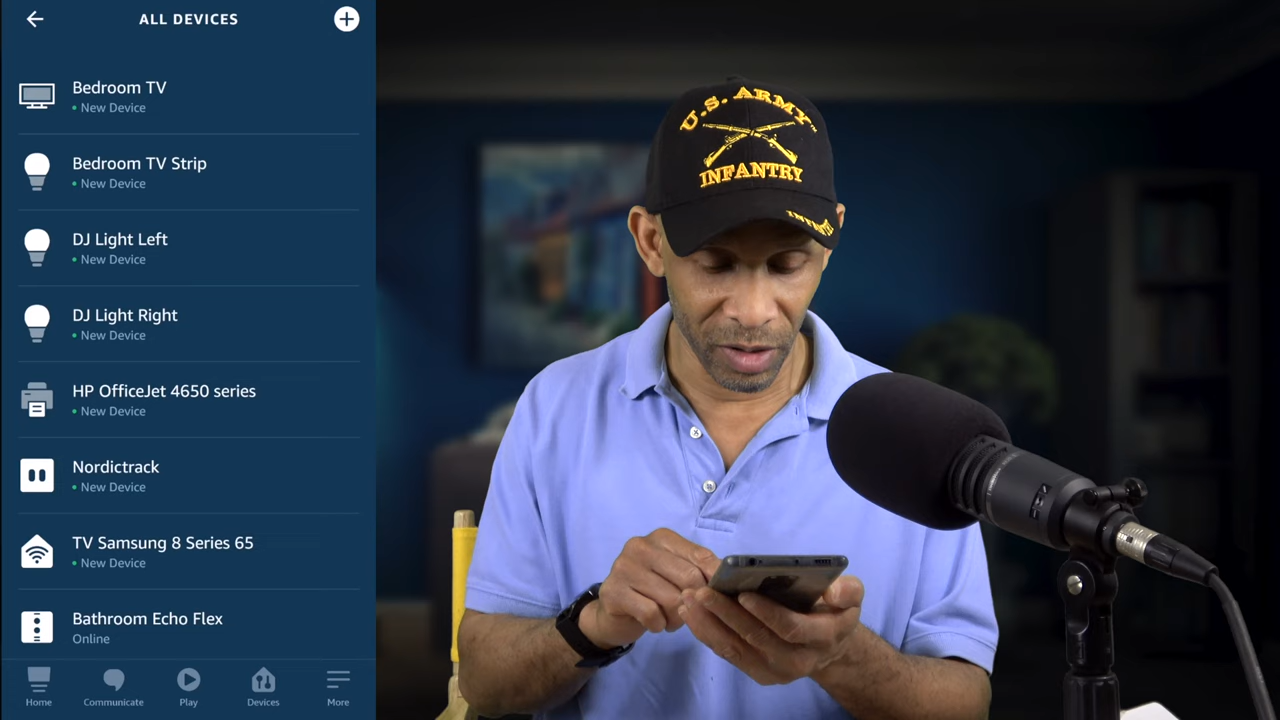 ALL DEVICES
Bedroom TV
• New Device
Bedroom TV Strip
• New Device
DJ Light Left
• New Device
DJ Light Right
• New Device
HP OfficeJet 4650 series
• New Device
Nordictrack
• New Device
TV Samsung 8 Series 65
• New Device
Bathroom Echo Flex
Online
Home
Communicate
Play
Devices
More
U.S. ARMY
INFANTRY